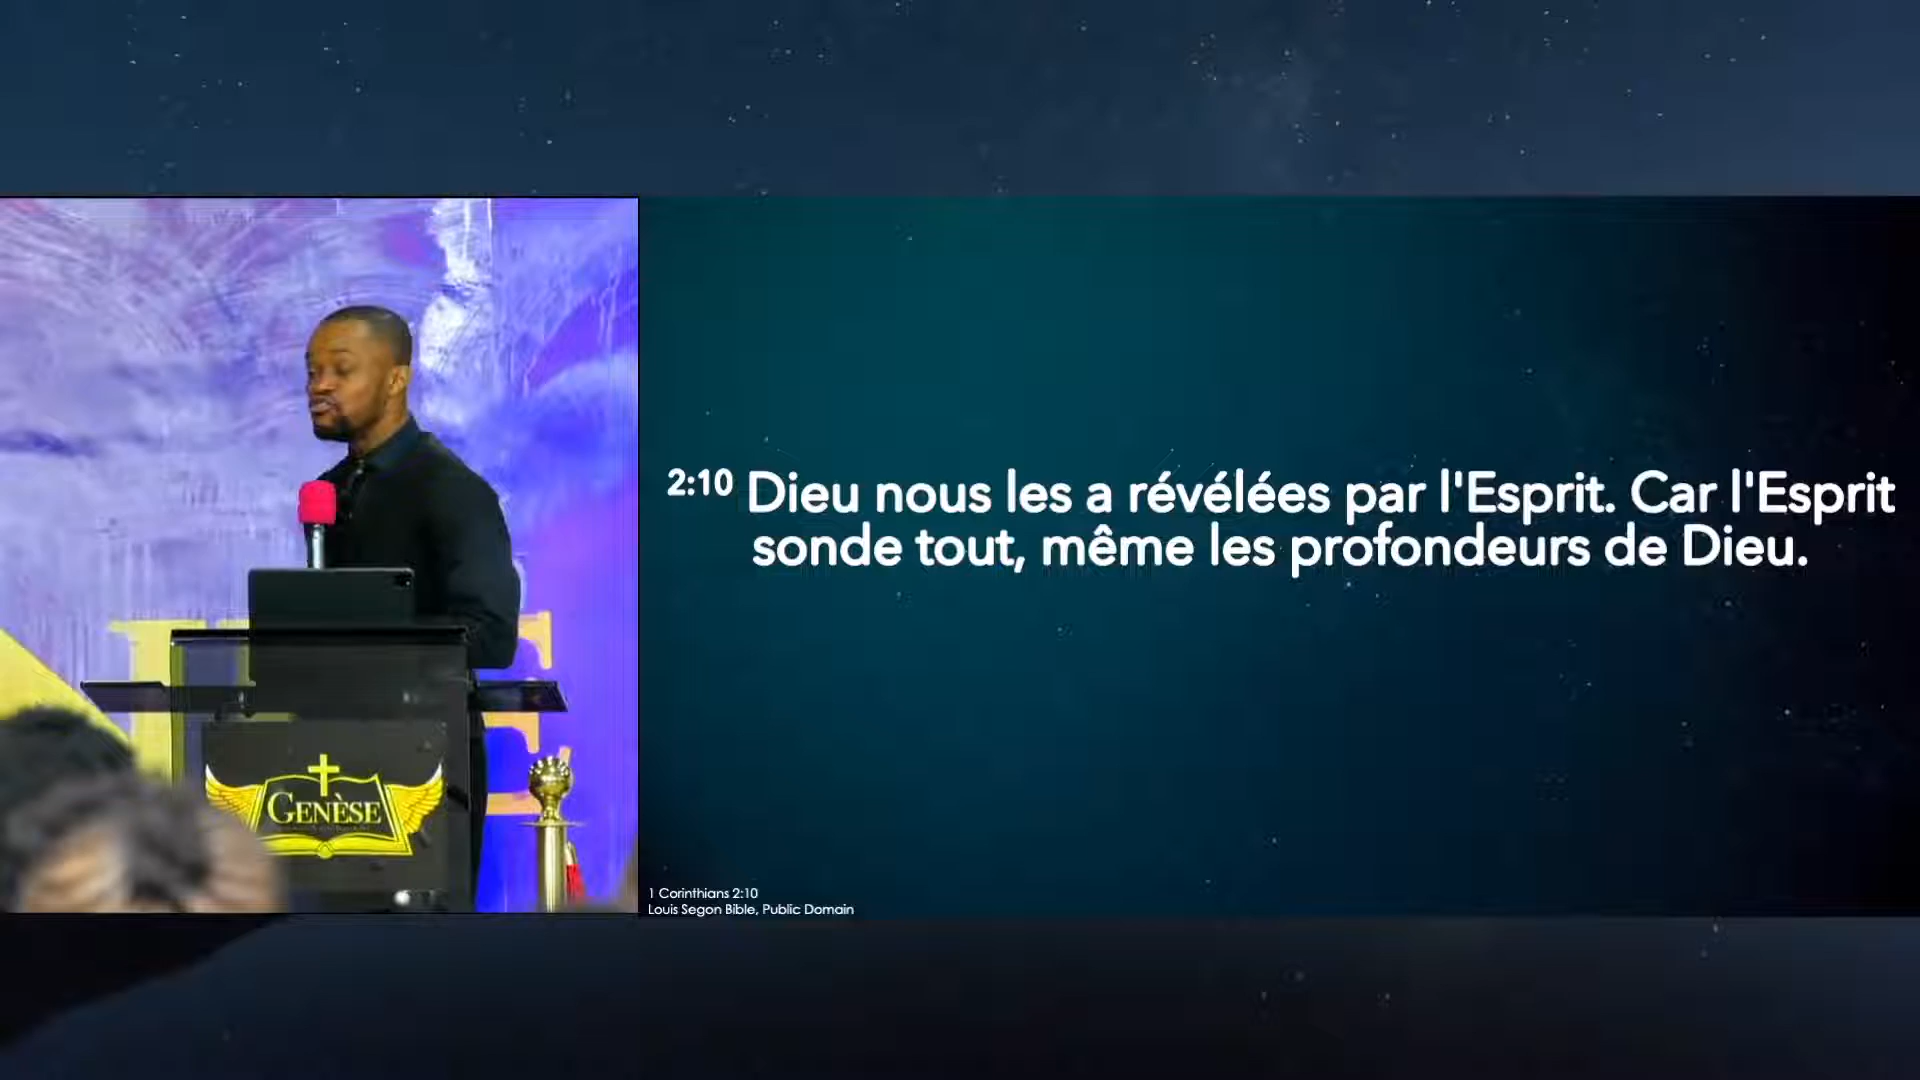 2:10 Dieu nous les a révélées par l'Esprit. Car l'Esprit
sonde tout, même les profondeurs de Dieu.
GENÈSE
1 Corinthians 2:10
Louis Segon Bible, Public Domain